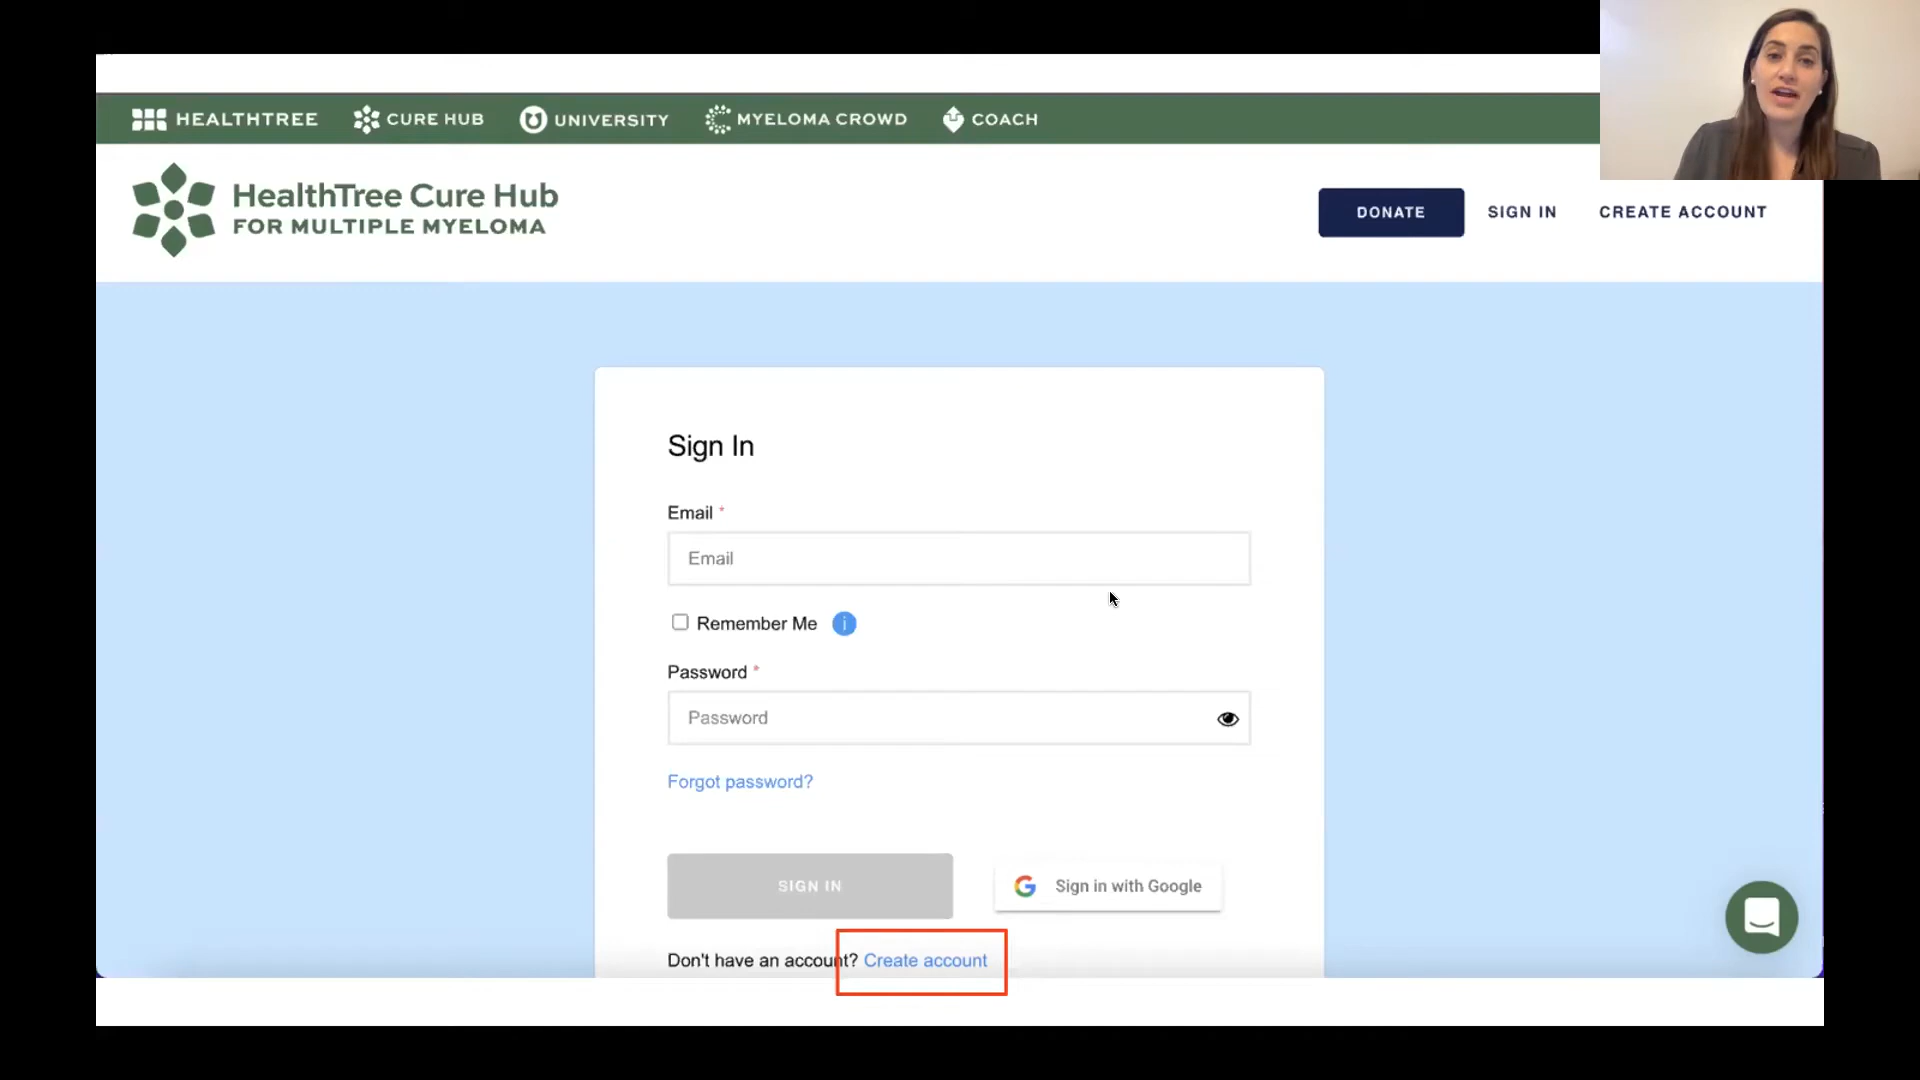 HEALTHTREE CURE HUB UNIVERSITY MYELOMA CROWD COACH
HealthTree Cure Hub
FOR MULTIPLE MYELOMA
DONATE SIGN IN CREATE ACCOUNT
Sign In
Email *
Email
Remember Me i
Password *
Password
Forgot password?
SIGN IN Sign in with Google
Don't have an account? Create account